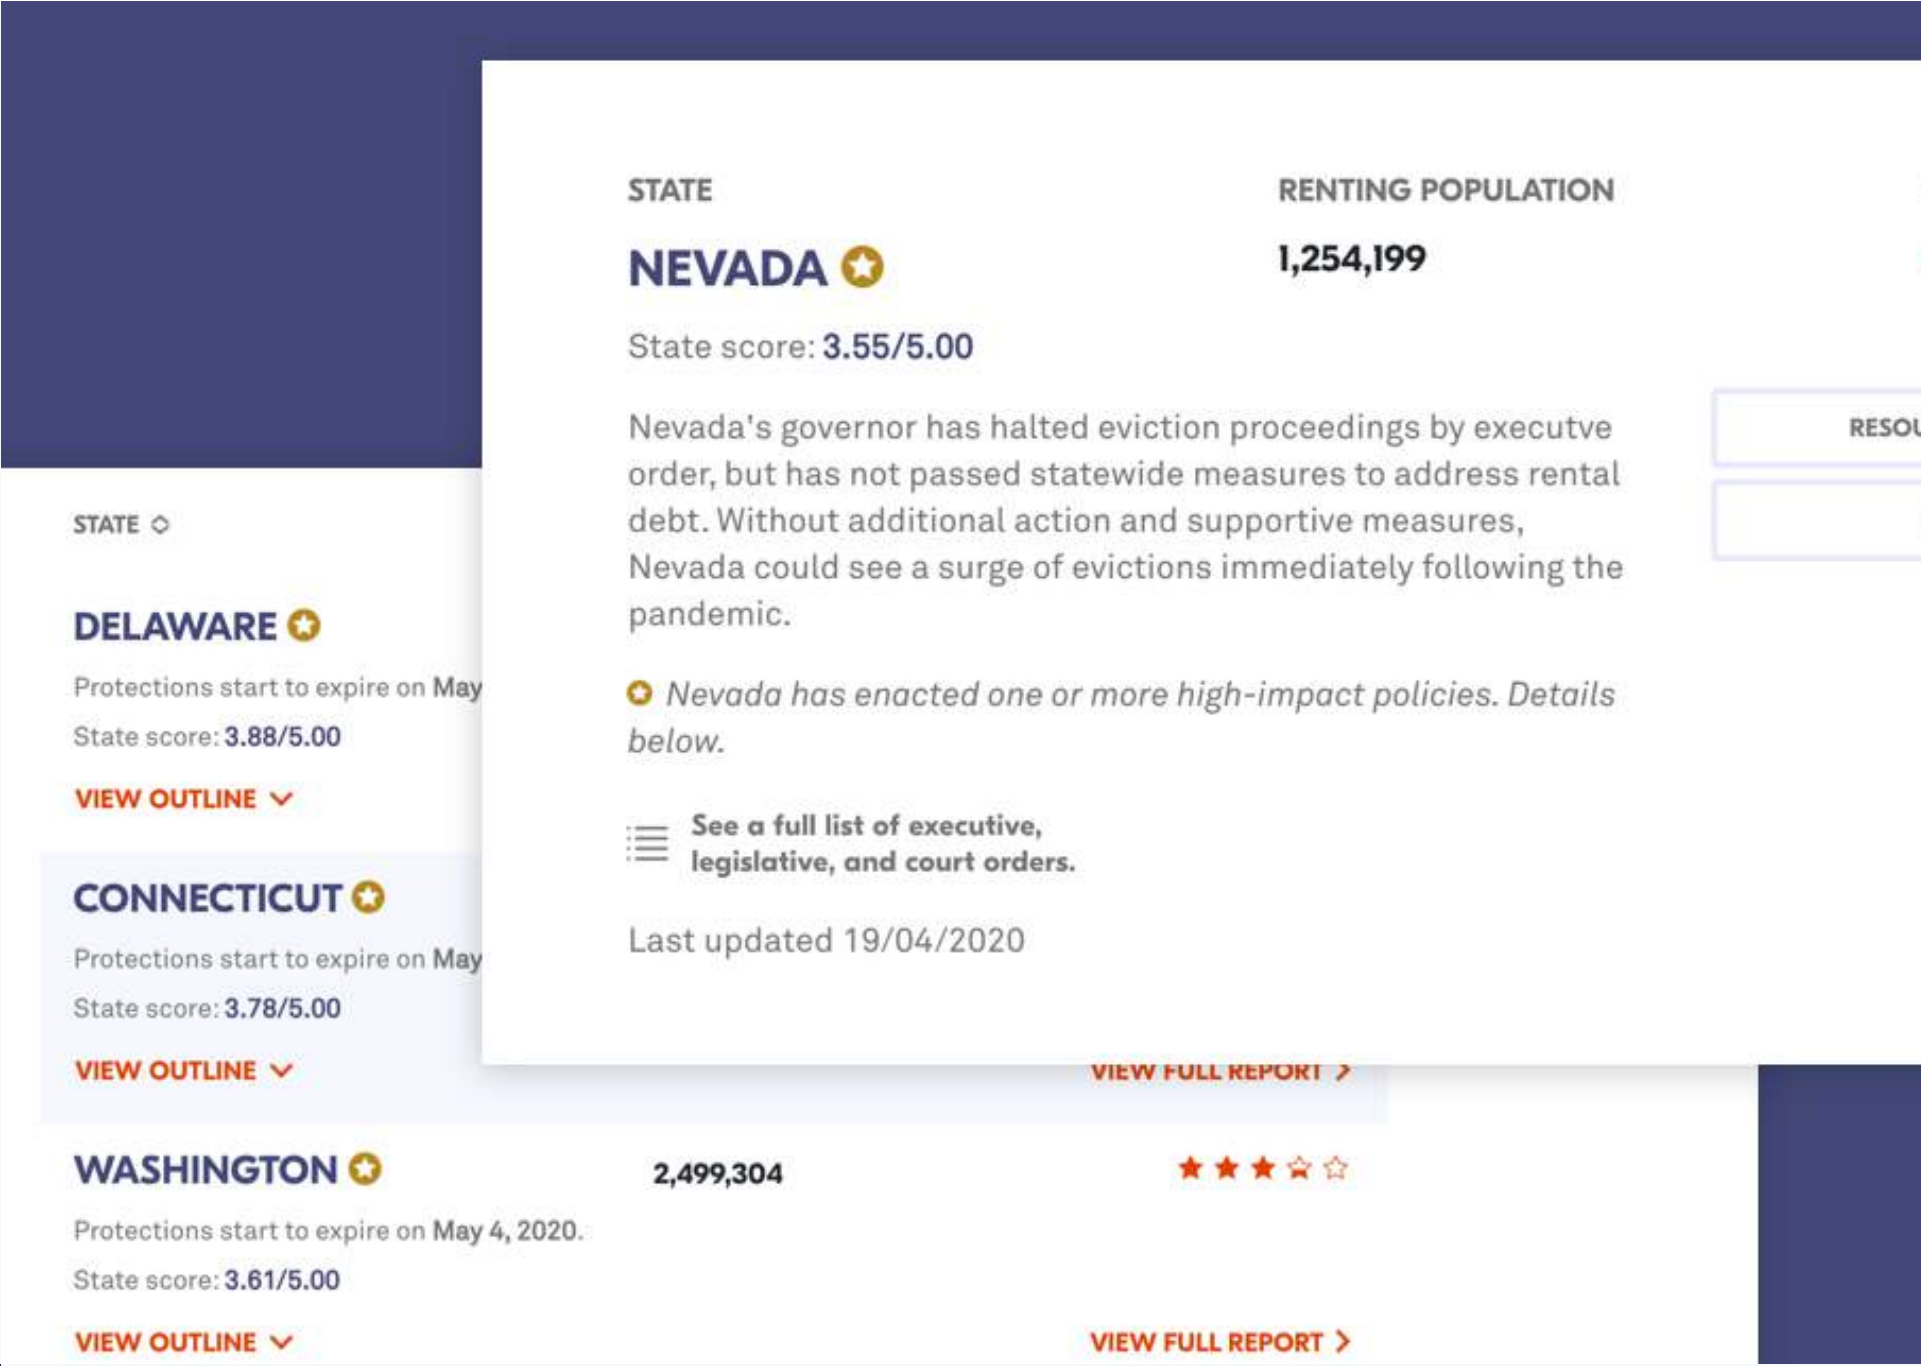 STATE
RENTING POPULATION
NEVADA
1,254,199
State score: 3.55/5.00
Nevada's governor has halted eviction proceedings by executve
order, but has not passed statewide measures to address rental
debt. Without additional action and supportive measures,
Nevada could see a surge of evictions immediately following the
pandemic.
Nevada has enacted one or more high-impact policies. Details
below.
See a full list of executive,
legislative, and court orders.
Last updated 19/04/2020
RESOU
STATE
DELAWARE
Protections start to expire on May
State score: 3.88/5.00
VIEW OUTLINE
CONNECTICUT
Protections start to expire on May
State score: 3.78/5.00
VIEW OUTLINE
VIEW FULL REPORT
WASHINGTON
2,499,304
Protections start to expire on May 4, 2020.
State score: 3.61/5.00
VIEW OUTLINE
VIEW FULL REPORT